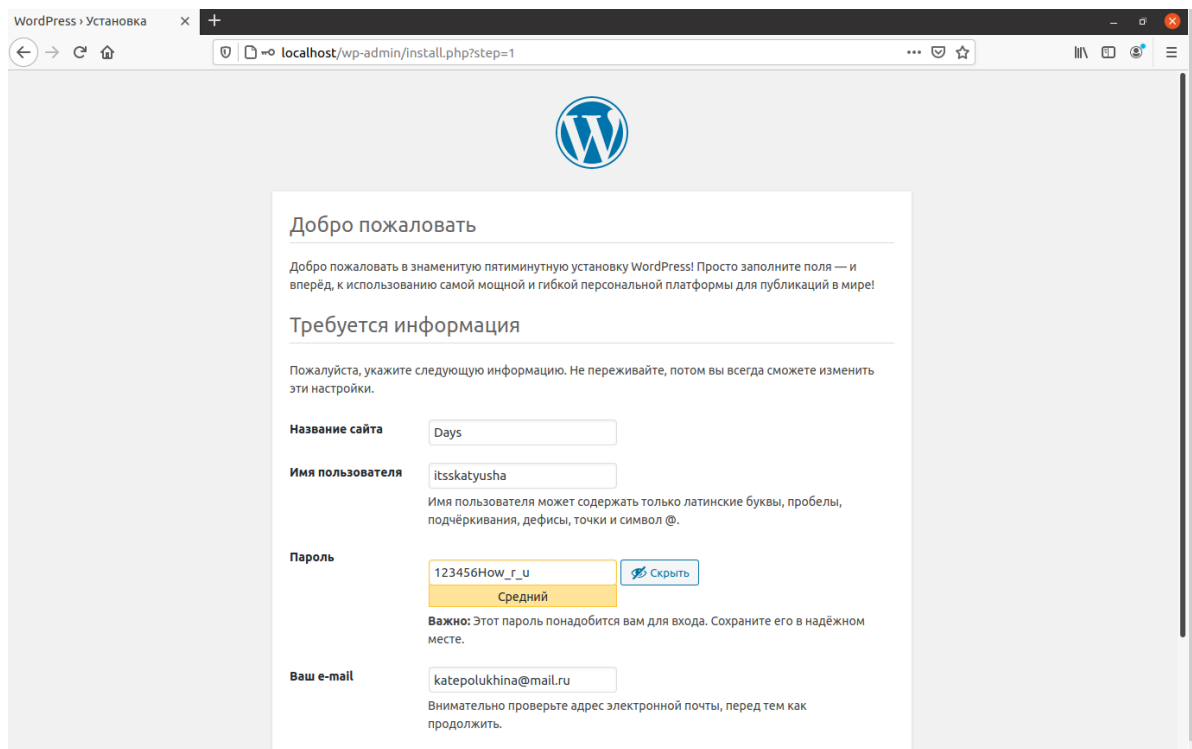 WordPress › Установка
localhost/wp-admin/install.php?step=1
Добро пожаловать
Добро пожаловать в знаменитую пятиминутную установку WordPress! Просто заполните поля — и
вперёд, к использованию самой мощной и гибкой персональной платформы для публикаций в мире!
Требуется информация
Пожалуйста, укажите следующую информацию. Не переживайте, потом вы всегда сможете изменить
эти настройки.
Название сайта Days
Имя пользователя itsskatyusha
Имя пользователя может содержать только латинские буквы, пробелы,
подчёркивания, дефисы, точки и символ @.
Пароль 123456How_r_u Скрыть
Средний
Важно: Этот пароль понадобится вам для входа. Сохраните его в надёжном
месте.
Ваш e-mail katepolukhina@mail.ru
Внимательно проверьте адрес электронной почты, перед тем как
продолжить.